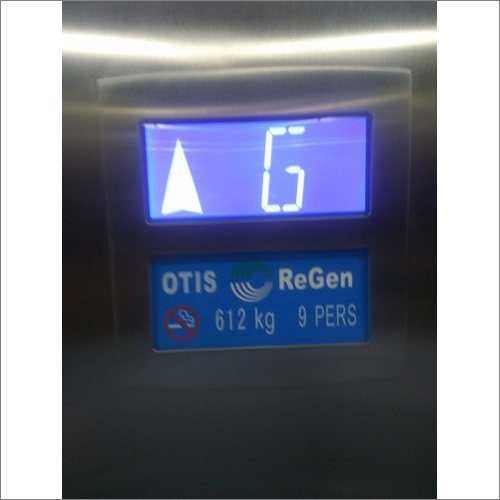 G
OTIS ReGen
612 kg 9 PERS